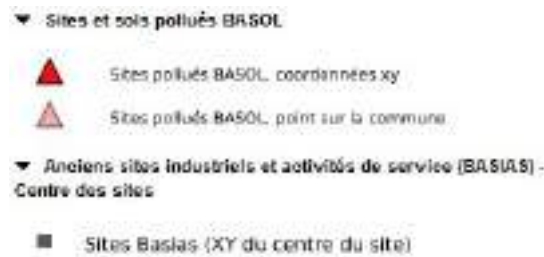 Sites et sols pollués BASOL
Sites pollués BASOL, coordonnées xy
Sites pollués BASOL, point sur la commune
Anciens sites industriels et activités de service (BASIAS) -
Centre des sites
Sites Basias (XY du centre du site)